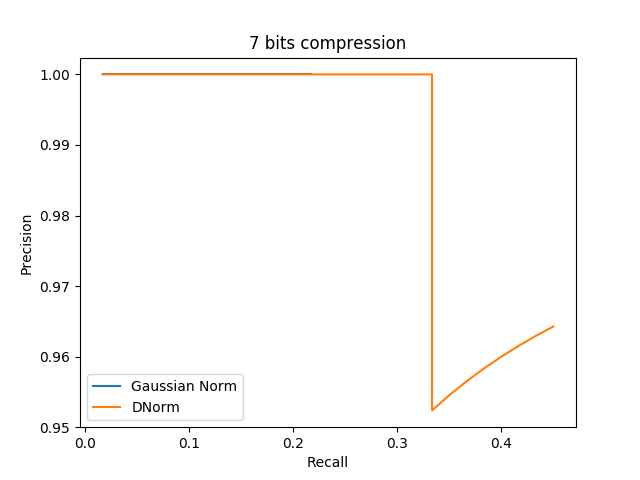 7 bits compression
1.00
0.99
0.98
0.97
0.96
0.95
Precision
Gaussian Norm
DNorm
0.0 0.1 0.2 0.3 0.4
Recall